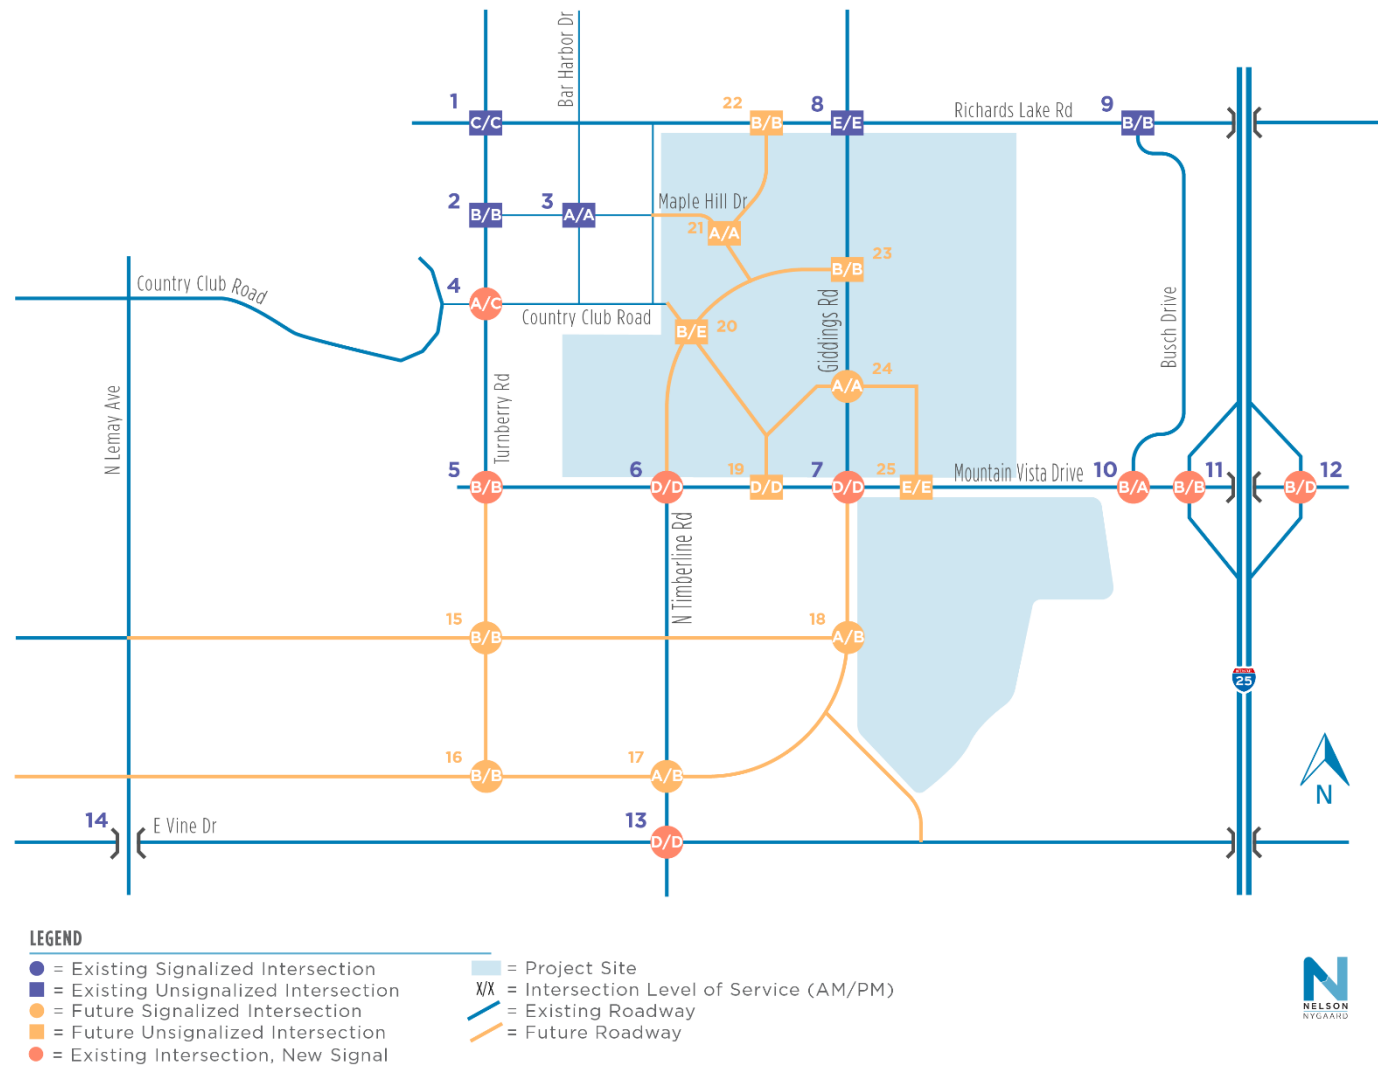 Bar Harbor Dr
1
22
8
Richards Lake Rd
9
C/C
B/B
E/E
B/B
2
3
Maple Hill Dr
B/B
A/A
21
A/A
23
B/B
Country Club Road
4
A/C
Country Club Road
B/E
20
Giddings Rd
Busch Drive
24
A/A
N Lemay Ave
Turnberry Rd
5
6
19
7
25
Mountain Vista Drive
10
11
12
B/B
D/D
D/D
D/D
E/E
B/A
B/B
B/D
N Timberline Rd
15
18
B/B
A/B
25
16
17
B/B
A/B
N
14
E Vine Dr
13
D/D
LEGEND
= Existing Signalized Intersection
= Existing Unsignalized Intersection
= Future Signalized Intersection
= Future Unsignalized Intersection
= Existing Intersection, New Signal
= Project Site
X/X = Intersection Level of Service (AM/PM)
= Existing Roadway
= Future Roadway
NELSON
NYGAARD